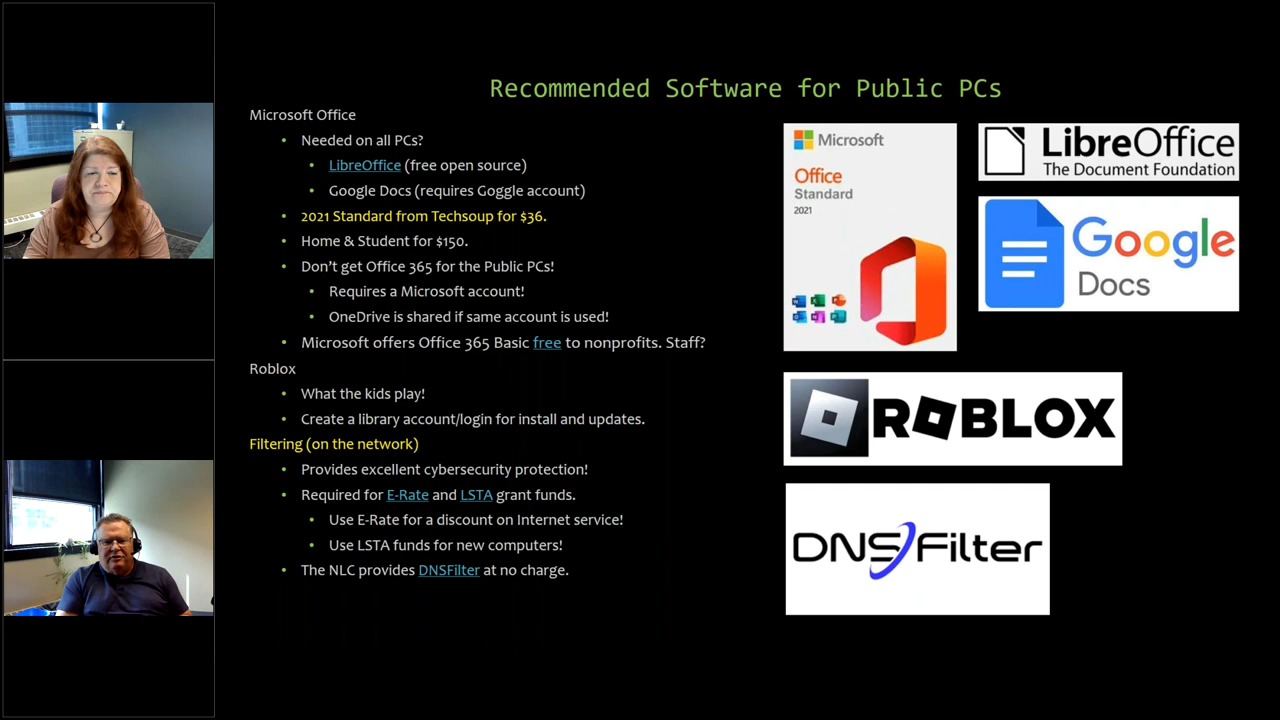 Recommended Software for Public PCs
Microsoft Office
Needed on all PCs?
LibreOffice (free open source)
Google Docs (requires Goggle account)
2021 Standard from Techsoup for $36.
Home & Student for $150.
Don't get Office 365 for the Public PCs!
Requires a Microsoft account!
OneDrive is shared if same account is used!
Microsoft offers Office 365 Basic free to nonprofits. Staff?
Roblox
What the kids play!
Create a library account/login for install and updates.
Filtering (on the network)
Provides excellent cybersecurity protection!
Required for E-Rate and LSTA grant funds.
Use E-Rate for a discount on Internet service!
Use LSTA funds for new computers!
The NLC provides DNSFilter at no charge.
Microsoft
Office
Standard
2021
LibreOffice
The Document Foundation
Google
Docs
ROBLOX
DNSFilter